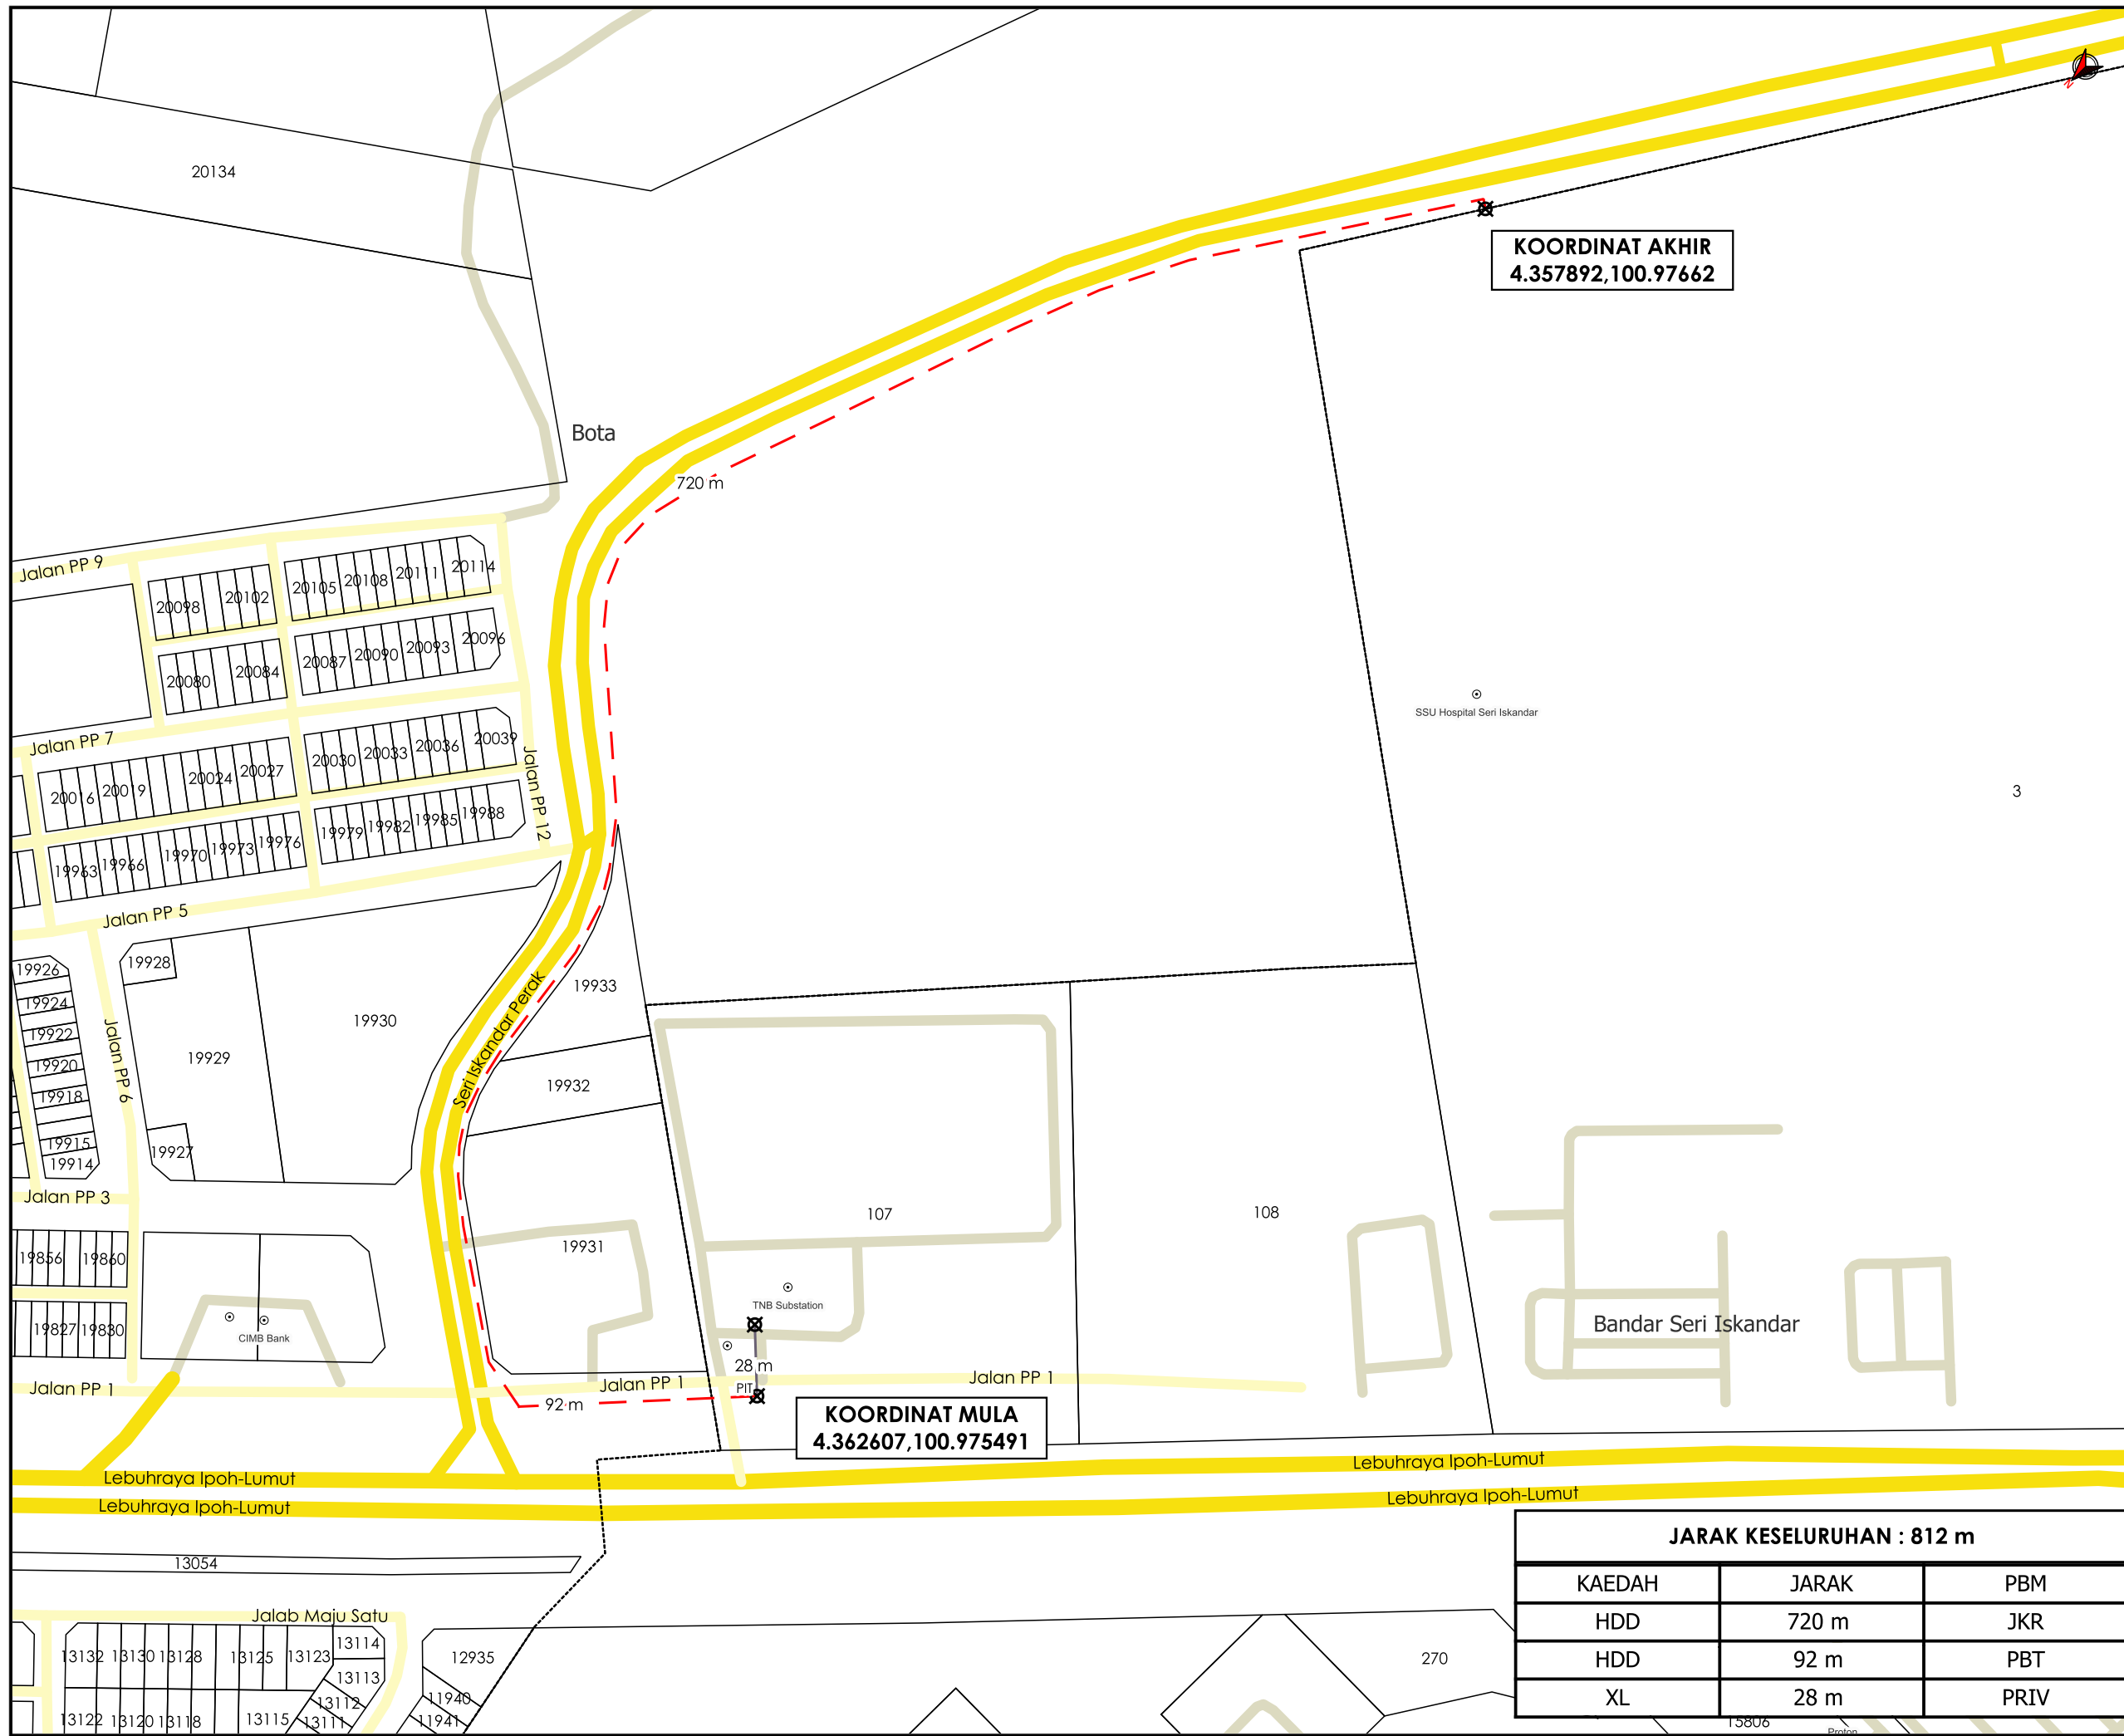 N
20134
KOORDINAT AKHIR
4.357892,100.97662
Bota
720 m
Jalan PP 9
20098
20102
20105
20108
20111
20114
20080
20084
20087
20090
20093
20096
SSU Hospital Seri Iskandar
Jalan PP 7
20016
20019
20024
20027
20030
20033
20036
20039
Jalan PP 12
3
19963
19966
19970
19973
19976
19979
19982
19985
19988
Jalan PP 5
19926
19924
19922
19920
19918
19915
19914
Jalan PP 6
19928
19929
19930
19927
Seri Iskandar Perak
19933
19932
19931
107
108
Jalan PP 3
19856
19860
19827
19830
CIMB Bank
TNB Substation
Bandar Seri Iskandar
28 m
PIT
Jalan PP 1
Jalan PP 1
Jalan PP 1
92 m
KOORDINAT MULA
4.362607,100.975491
Lebuhraya Ipoh-Lumut
Lebuhraya Ipoh-Lumut
Lebuhraya Ipoh-Lumut
Lebuhraya Ipoh-Lumut
13054
Jalab Maju Satu
13132
13130
13128
13125
13123
13114
13113
13112
13111
13122
13120
13118
13115
12935
11940
11941
270
15806
Proton
JARAK KESELURUHAN : 812 m
KAEDAH JARAK PBM
HDD 720 m JKR
HDD 92 m PBT
XL 28 m PRIV